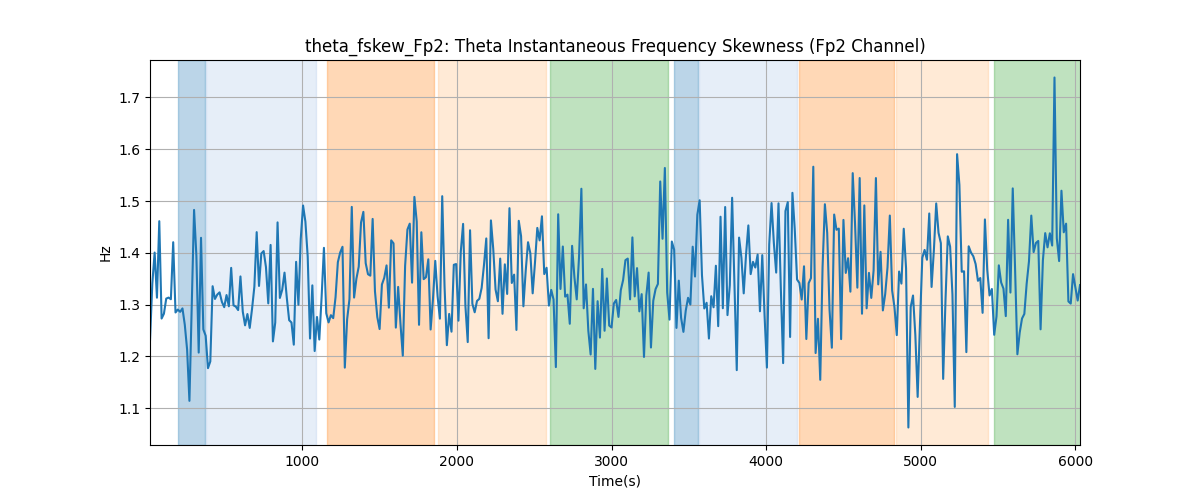 theta_fskew_Fp2: Theta Instantaneous Frequency Skewness (Fp2 Channel)
1.7
1.6
1.5
1.4
1.3
1.2
1.1
Hz
1000 2000 3000 4000 5000 6000
Time(s)